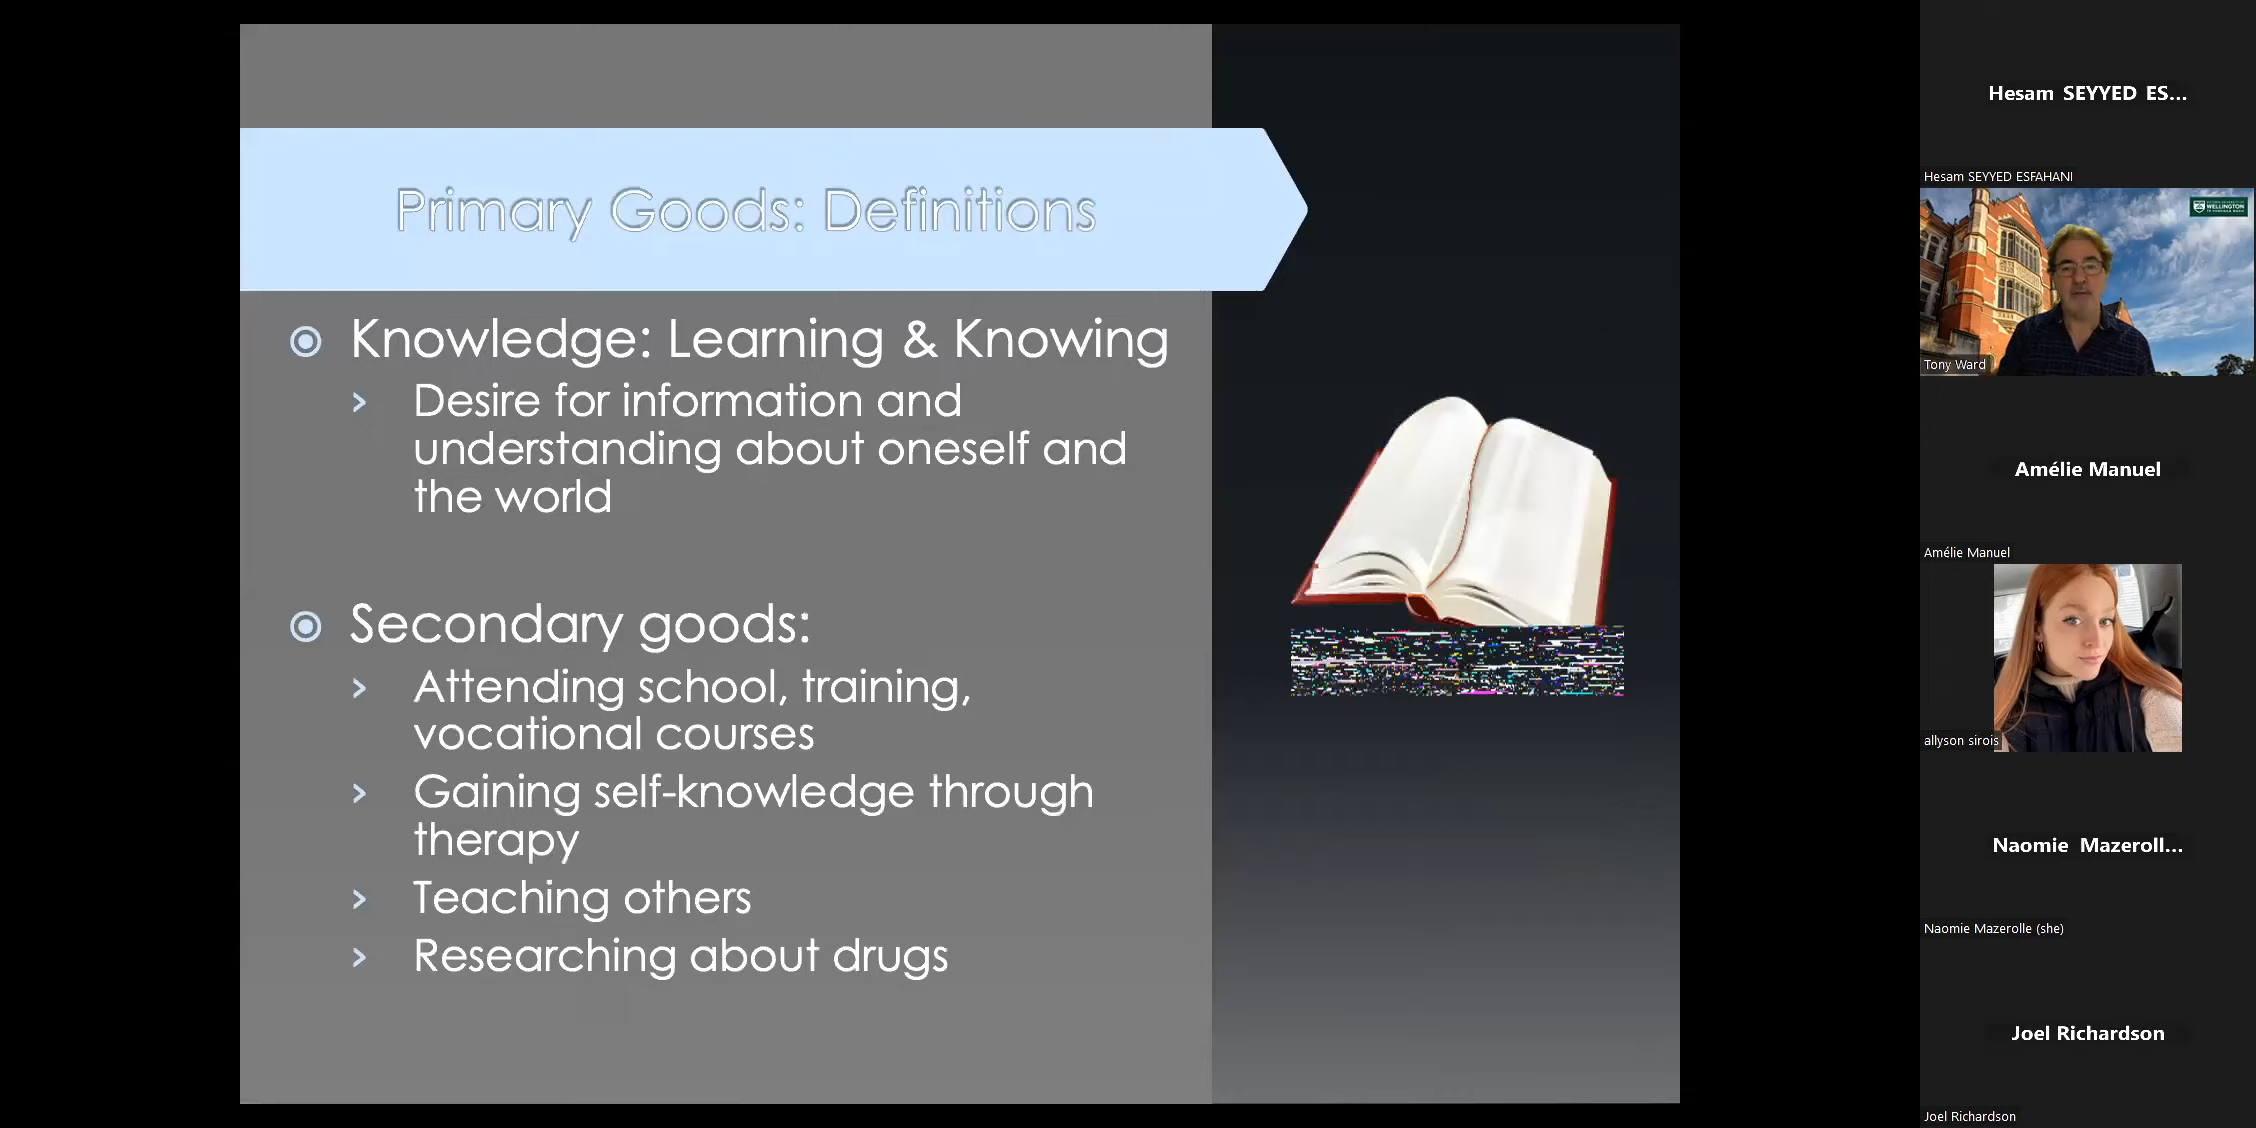 Primary Goods: Definitions
Knowledge: Learning & Knowing
Desire for information and
understanding about oneself and
the world
Secondary goods:
Attending school, training,
vocational courses
Gaining self-knowledge through
therapy
Teaching others
Researching about drugs
Hesam SEYYED ES...
Hesam SEYYED ESFAHANI
WELLINGTON
Tony Ward
Amélie Manuel
Amélie Manuel
allyson sirois
Naomie Mazeroll...
Naomie Mazerolle (she)
Joel Richardson
Joel Richardson